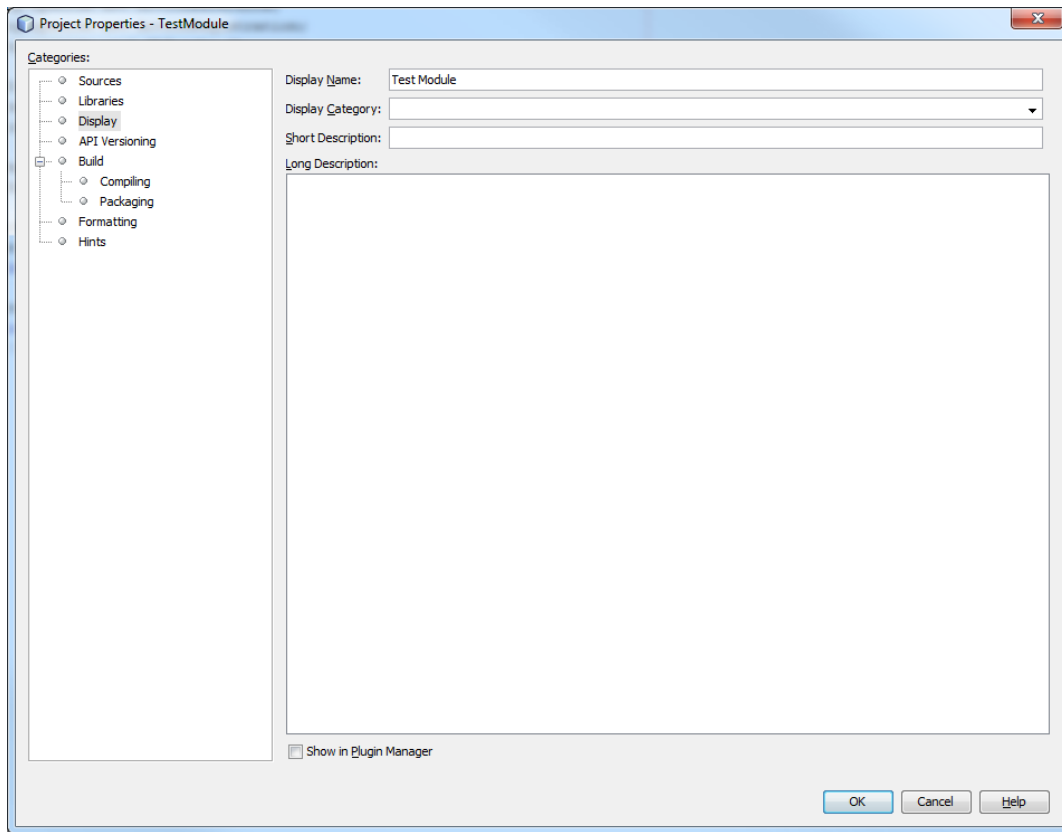 Project Properties - TestModule
Categories:
Sources
Libraries
Display
API Versioning
Build
Compiling
Packaging
Formatting
Hints
Display Name: Test Module
Display Category:
Short Description:
Long Description:
Show in Plugin Manager
OK Cancel Help